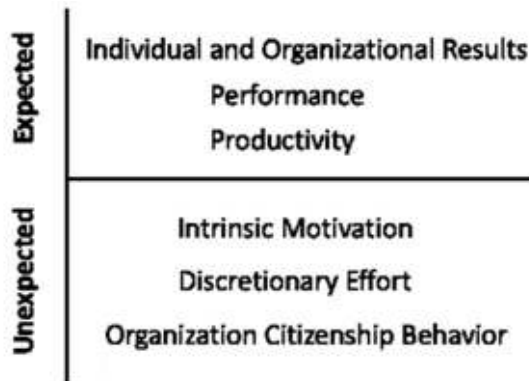 Expected
Individual and Organizational Results
Performance
Productivity
Unexpected
Intrinsic Motivation
Discretionary Effort
Organization Citizenship Behavior